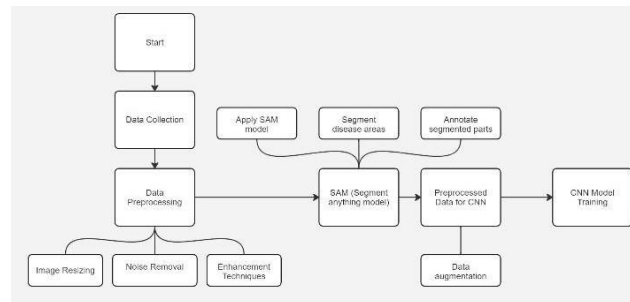 Start
Data Collection
Apply SAM
model
Segment
disease areas
Annotate
segmented parts
Data
Preprocessing
SAM (Segment
anything model)
Preprocessed
Data for CNN
CNN Model
Training
Image Resizing
Noise Removal
Enhancement
Techniques
Data
augmentation